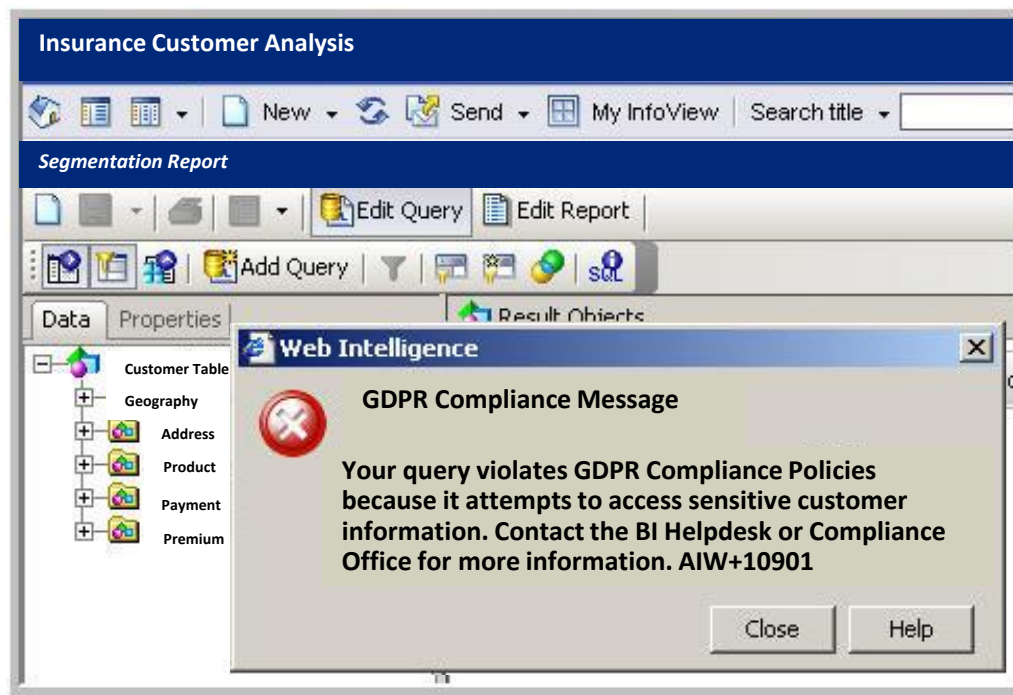 Insurance Customer Analysis
New Send My InfoView Search title
Segmentation Report
Edit Query Edit Report
Add Query SQL
Data Properties
Result Objects
Web Intelligence
Customer Table
Geography
Address
Product
Payment
Premium
GDPR Compliance Message
Your query violates GDPR Compliance Policies
because it attempts to access sensitive customer
information. Contact the BI Helpdesk or Compliance
Office for more information. AIW+10901
Close Help